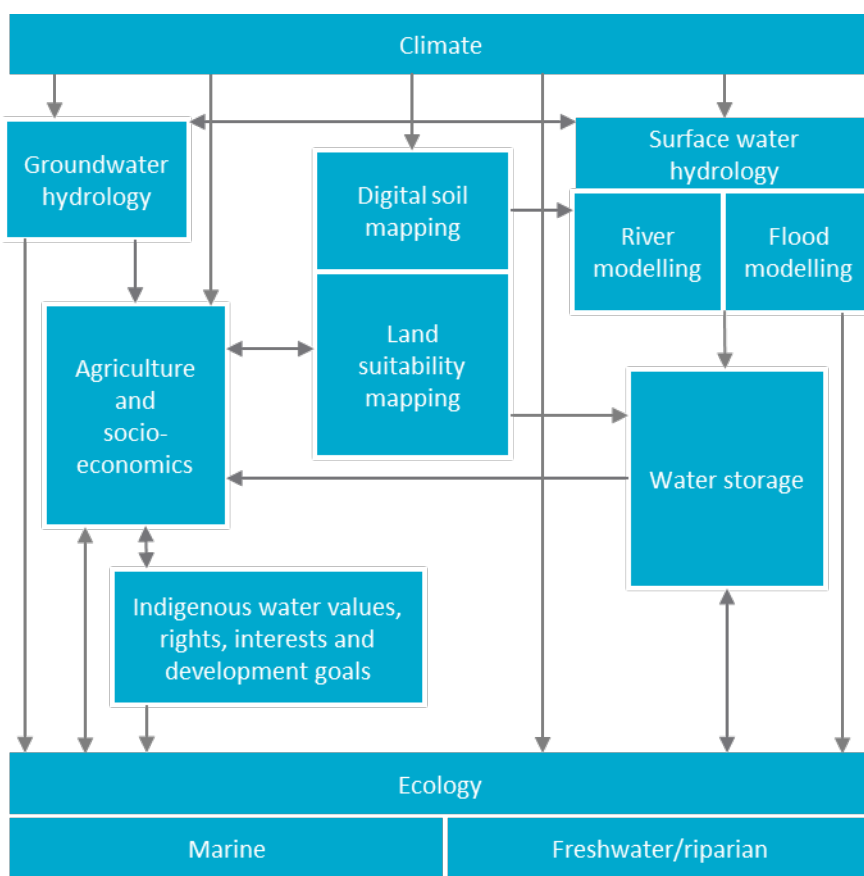 Climate
Groundwater
hydrology
Surface water
hydrology
Digital soil
mapping
River
modelling
Flood
modelling
Agriculture
and
socio-
economics
Land
suitability
mapping
Water storage
Indigenous water values,
rights, interests and
development goals
Ecology
Marine
Freshwater/riparian